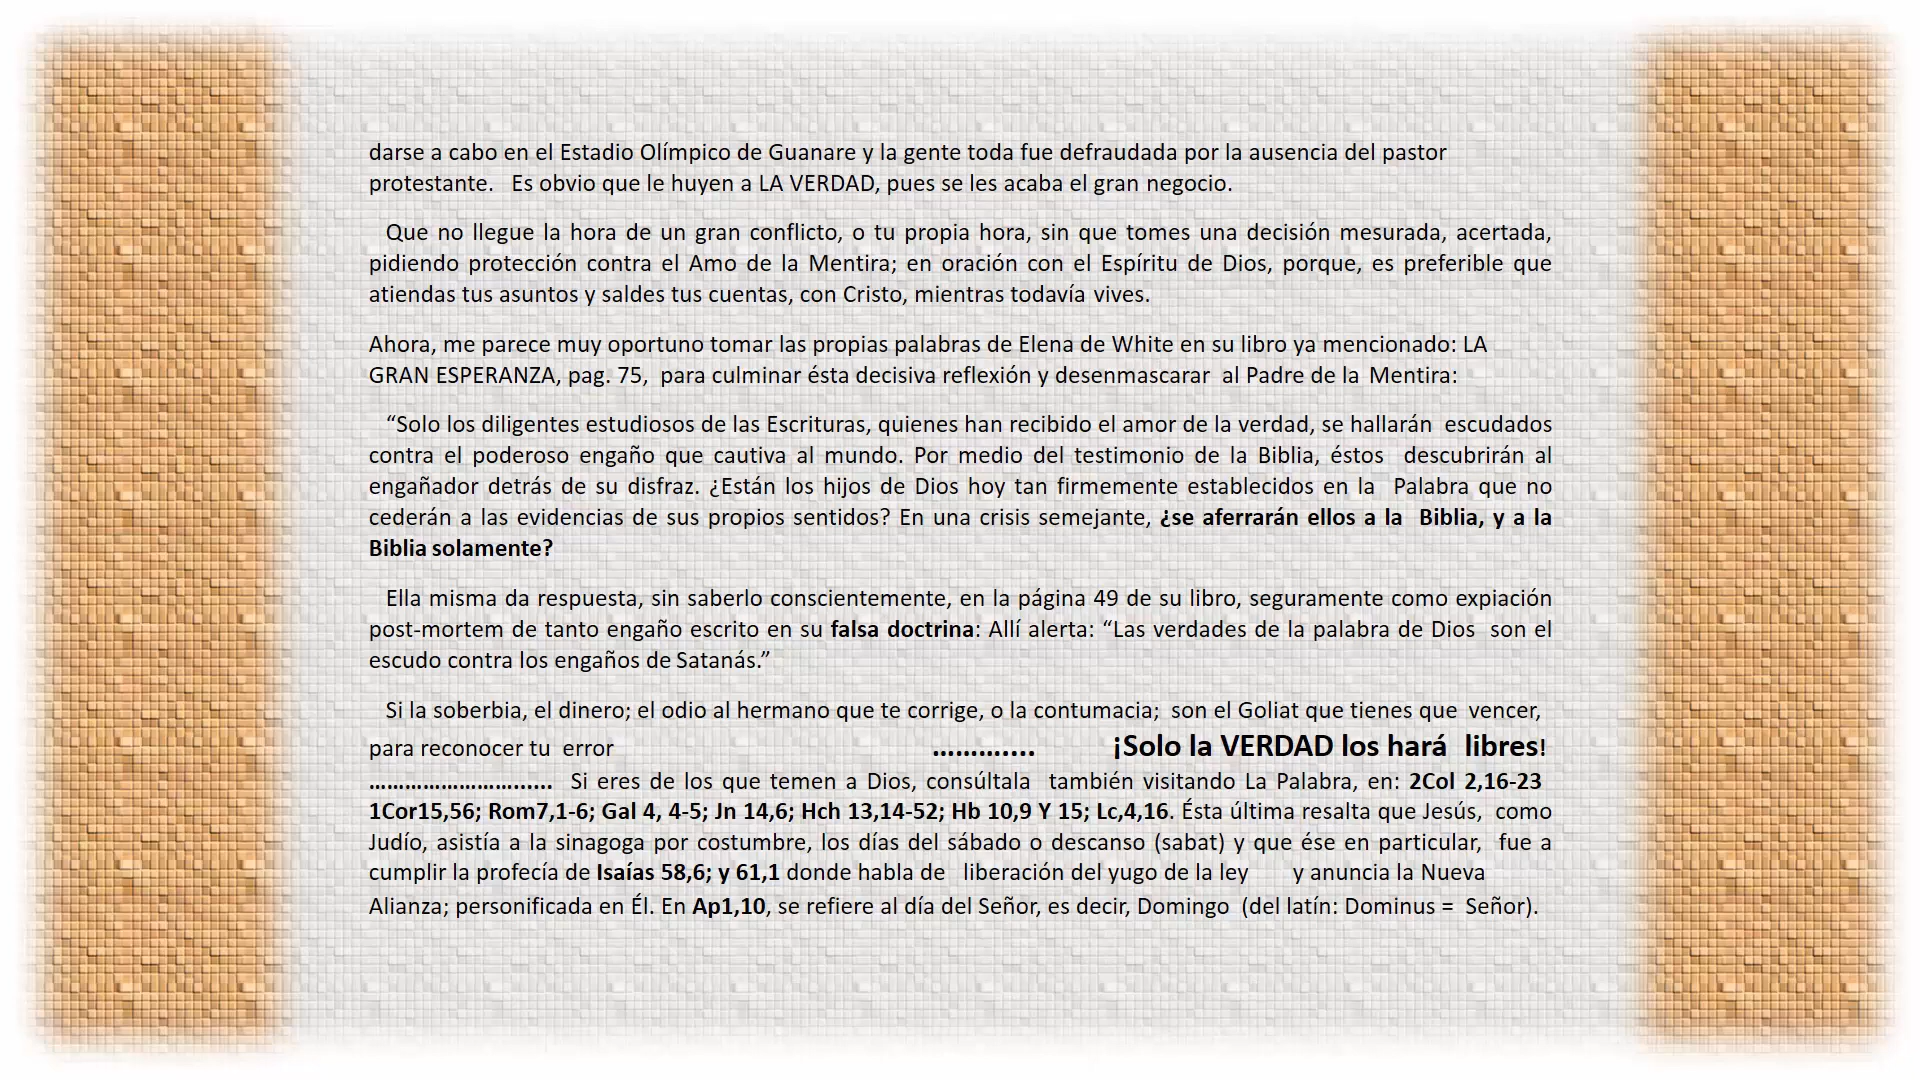 darse a cabo en el Estadio Olímpico de Guanare y la gente toda fue defraudada por la ausencia del pastor
protestante. Es obvio que le huyen a LA VERDAD, pues se les acaba el gran negocio.
Que no llegue la hora de un gran conflicto, o tu propia hora, sin que tomes una decisión mesurada, acertada,
pidiendo protección contra el Amo de la Mentira; en oración con el Espíritu de Dios, porque, es preferible que
atiendas tus asuntos y saldes tus cuentas, con Cristo, mientras todavía vives.
Ahora, me parece muy oportuno tomar las propias palabras de Elena de White en su libro ya mencionado: LA
GRAN ESPERANZA, pag. 75, para culminar ésta decisiva reflexión y desenmascarar al Padre de la Mentira:
“Solo los diligentes estudiosos de las Escrituras, quienes han recibido el amor de la verdad, se hallarán escudados
contra el poderoso engaño que cautiva al mundo. Por medio del testimonio de la Biblia, éstos descubrirán al
engañador detrás de su disfraz. ¿Están los hijos de Dios hoy tan firmemente establecidos en la Palabra que no
cederán a las evidencias de sus propios sentidos? En una crisis semejante, ¿se aferrarán ellos a la Biblia, y a la
Biblia solamente?
Ella misma da respuesta, sin saberlo conscientemente, en la página 49 de su libro, seguramente como expiación
post-mortem de tanto engaño escrito en su falsa doctrina: Allí alerta: “Las verdades de la palabra de Dios son el
escudo contra los engaños de Satanás.”
Si la soberbia, el dinero; el odio al hermano que te corrige, o la contumacia; son el Goliat que tienes que vencer,
para reconocer tu error ............. ¡Solo la VERDAD los hará libres!
............................ Si eres de los que temen a Dios, consúltala también visitando La Palabra, en: 2Col 2,16-23
1Cor15,56; Rom7,1-6; Gal 4, 4-5; Jn 14,6; Hch 13,14-52; Hb 10,9 Y 15; Lc,4,16. Ésta última resalta que Jesús, como
Judío, asistía a la sinagoga por costumbre, los días del sábado o descanso (sabat) y que ése en particular, fue a
cumplir la profecía de Isaías 58,6; y 61,1 donde habla de liberación del yugo de la ley y anuncia la Nueva
Alianza; personificada en Él. En Ap1,10, se refiere al día del Señor, es decir, Domingo (del latín: Dominus = Señor).